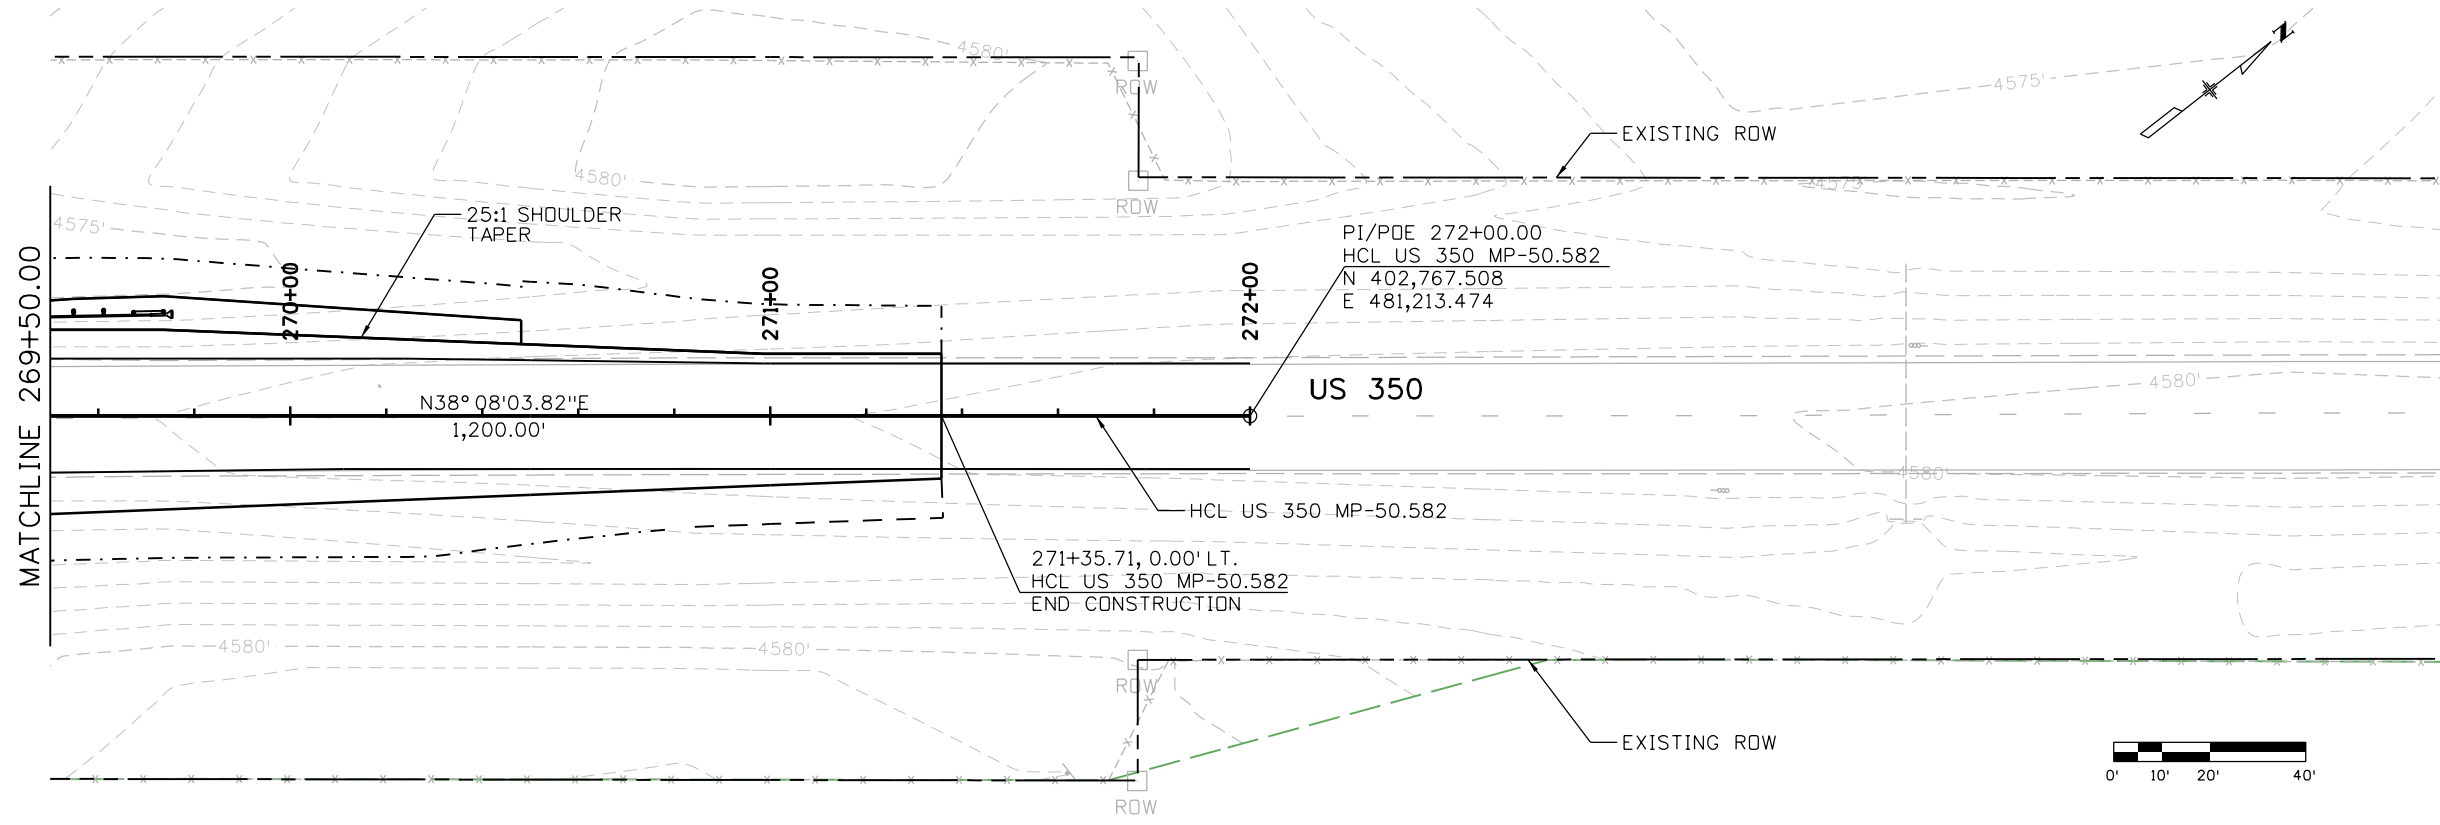 4580'
N
4575'
ROW
EXISTING ROW
4580'
4575'
ROW
25:1 SHOULDER
TAPER
4575'
PI/POE 272+00.00
HCL US 350 MP-50.582
N 402,767.508
E 481,213.474
270+00
271+00
272+00
MATCHLINE 269+50.00
US 350
4580'
N38° 08'03.82"E
1,200.00'
4580'
HCL US 350 MP-50.582
271+35.71, 0.00' LT.
HCL US 350 MP-50.582
END CONSTRUCTION
4580'
4580'
ROW
EXISTING ROW
ROW
0' 10' 20' 40'